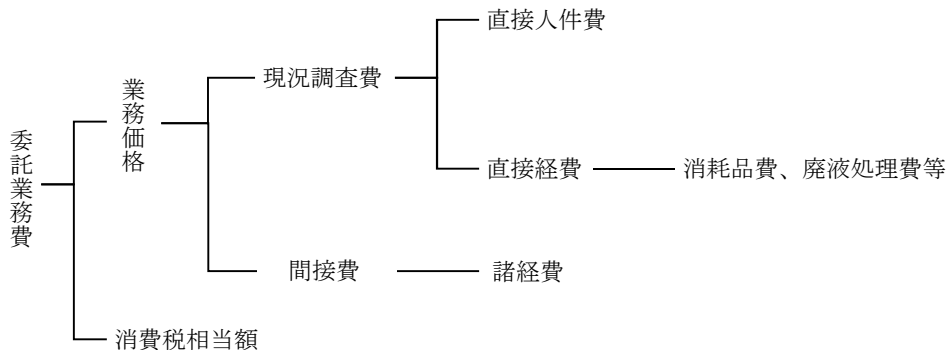 委託業務費
業務価格
現況調査費
直接人件費
直接経費
消耗品費、廃液処理費等
間接費
諸経費
消費税相当額